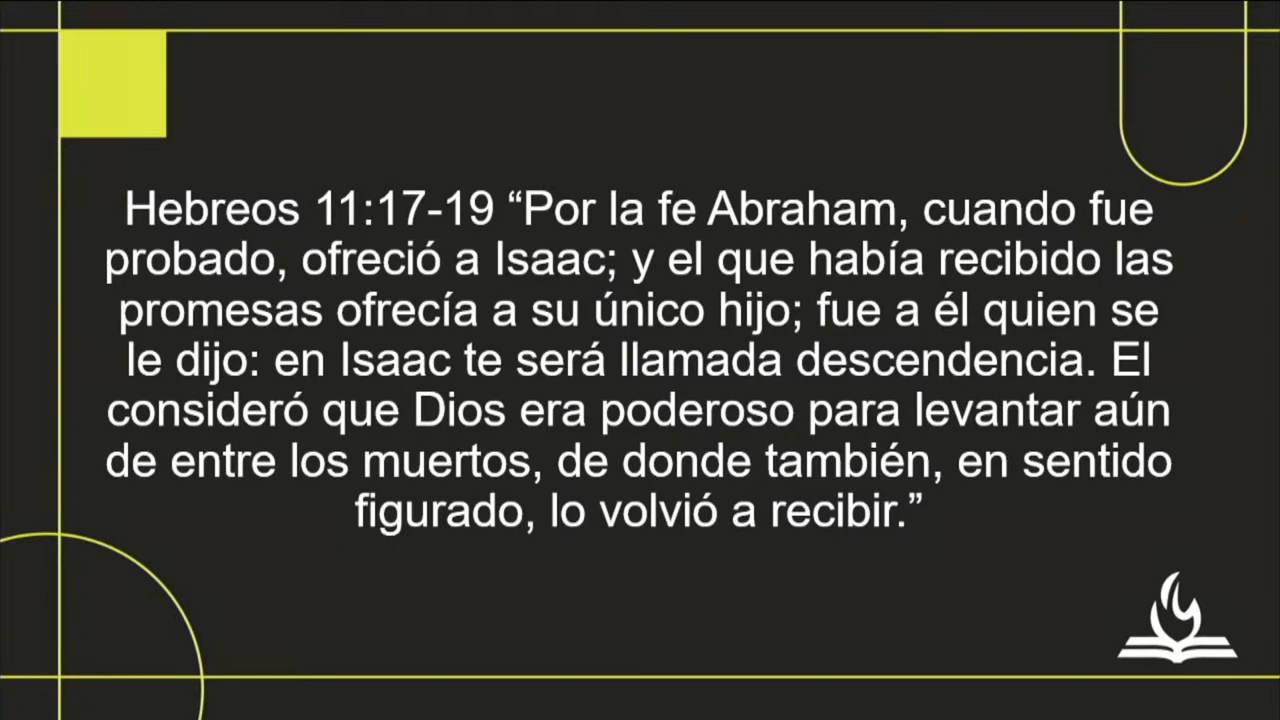 Hebreos 11:17-19 “Por la fe Abraham, cuando fue
probado, ofreció a Isaac; y el que había recibido las
promesas ofrecía a su único hijo; fue a él quien se
le dijo: en Isaac te será llamada descendencia. El
consideró que Dios era poderoso para levantar aún
de entre los muertos, de donde también, en sentido
figurado, lo volvió a recibir.”